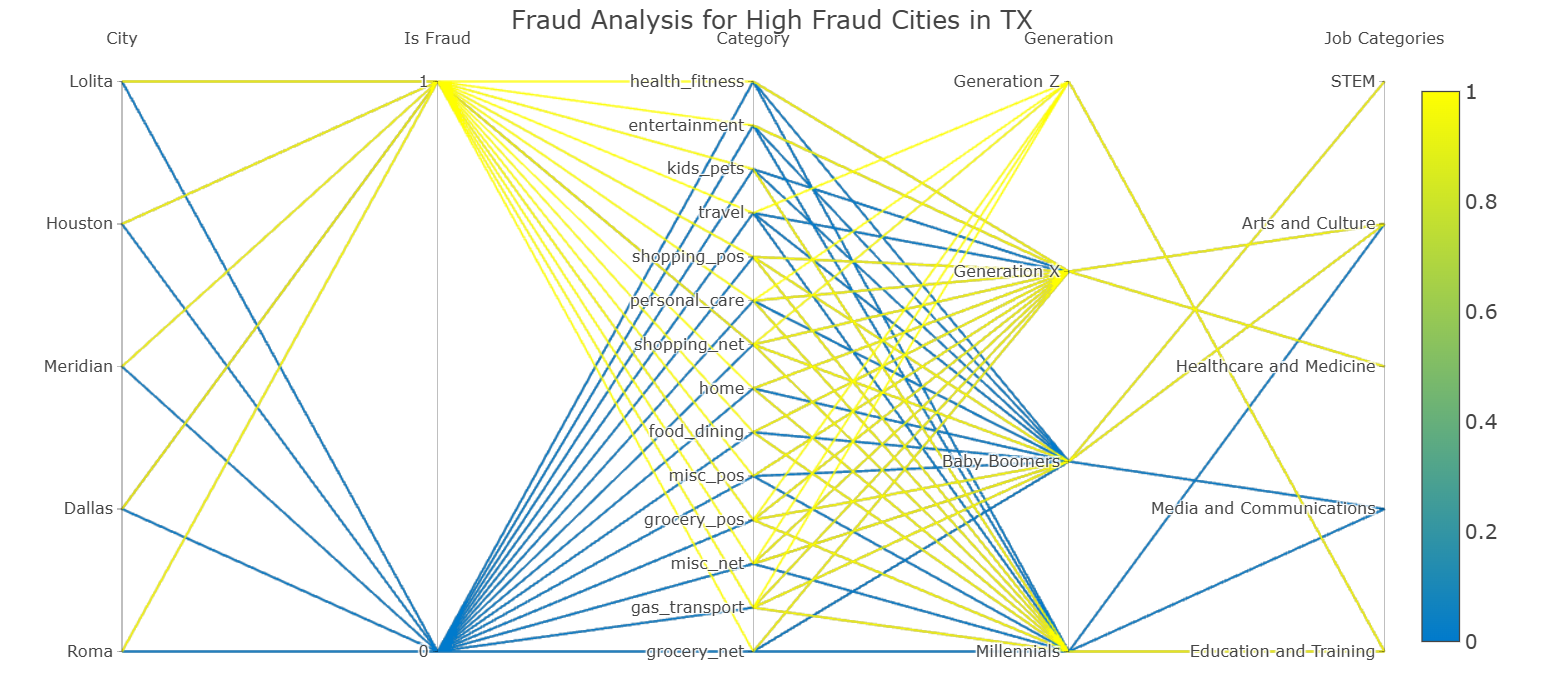 Fraud Analysis for High Fraud Cities in TX
City
Is Fraud
Category
Generation
Job Categories
Lolita
Houston
Meridian
Dallas
Roma
1
0
health_fitness
entertainment
kids_pets
travel
shopping_pos
personal_care
shopping_net
home
food_dining
misc_pos
grocery_pos
misc_net
gas_transport
grocery_net
Generation Z
Generation X
Baby Boomers
Millennials
STEM
Arts and Culture
Healthcare and Medicine
Media and Communications
Education and Training
1
0.8
0.6
0.4
0.2
0